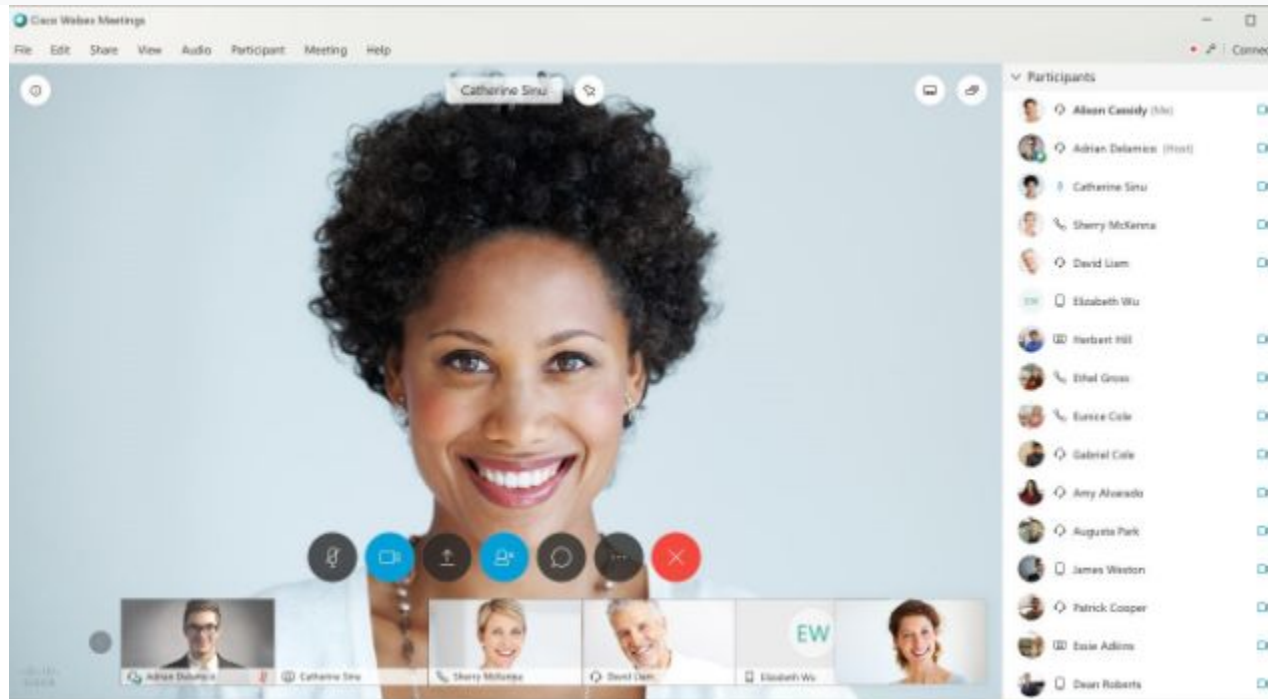 Cisco Webex Meetings
File Edit Share View Audio Participant Meeting Help
Connec
Catherine Sinu
Participants
Alison Cassidy (Me)
Adrian Delamico (Host)
Catherine Sinu
Sherry McKenna
David Liam
EW Elizabeth Wu
Herbert Hill
Ethel Gross
Eunice Cole
Gabriel Cole
Amy Alvarado
Augusta Park
James Weston
Patrick Cooper
Essie Adkins
Dean Roberts
EW
Adrian Delamico
Catherine Sinu
Sherry McKenna
David Liam
Elizabeth Wu